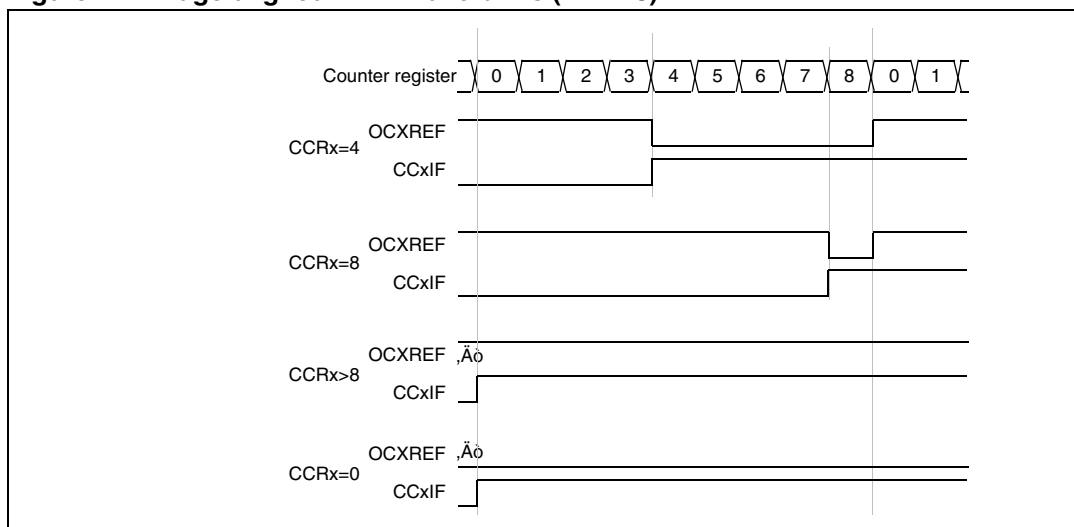 Counter register 0 1 2 3 4 5 6 7 8 0 1
OCXREF
CCRx=4
CCxIF
OCXREF
CCRx=8
CCxIF
OCXREF ‚Äò
CCRx>8
CCxIF
OCXREF ‚Äò
CCRx=0
CCxIF